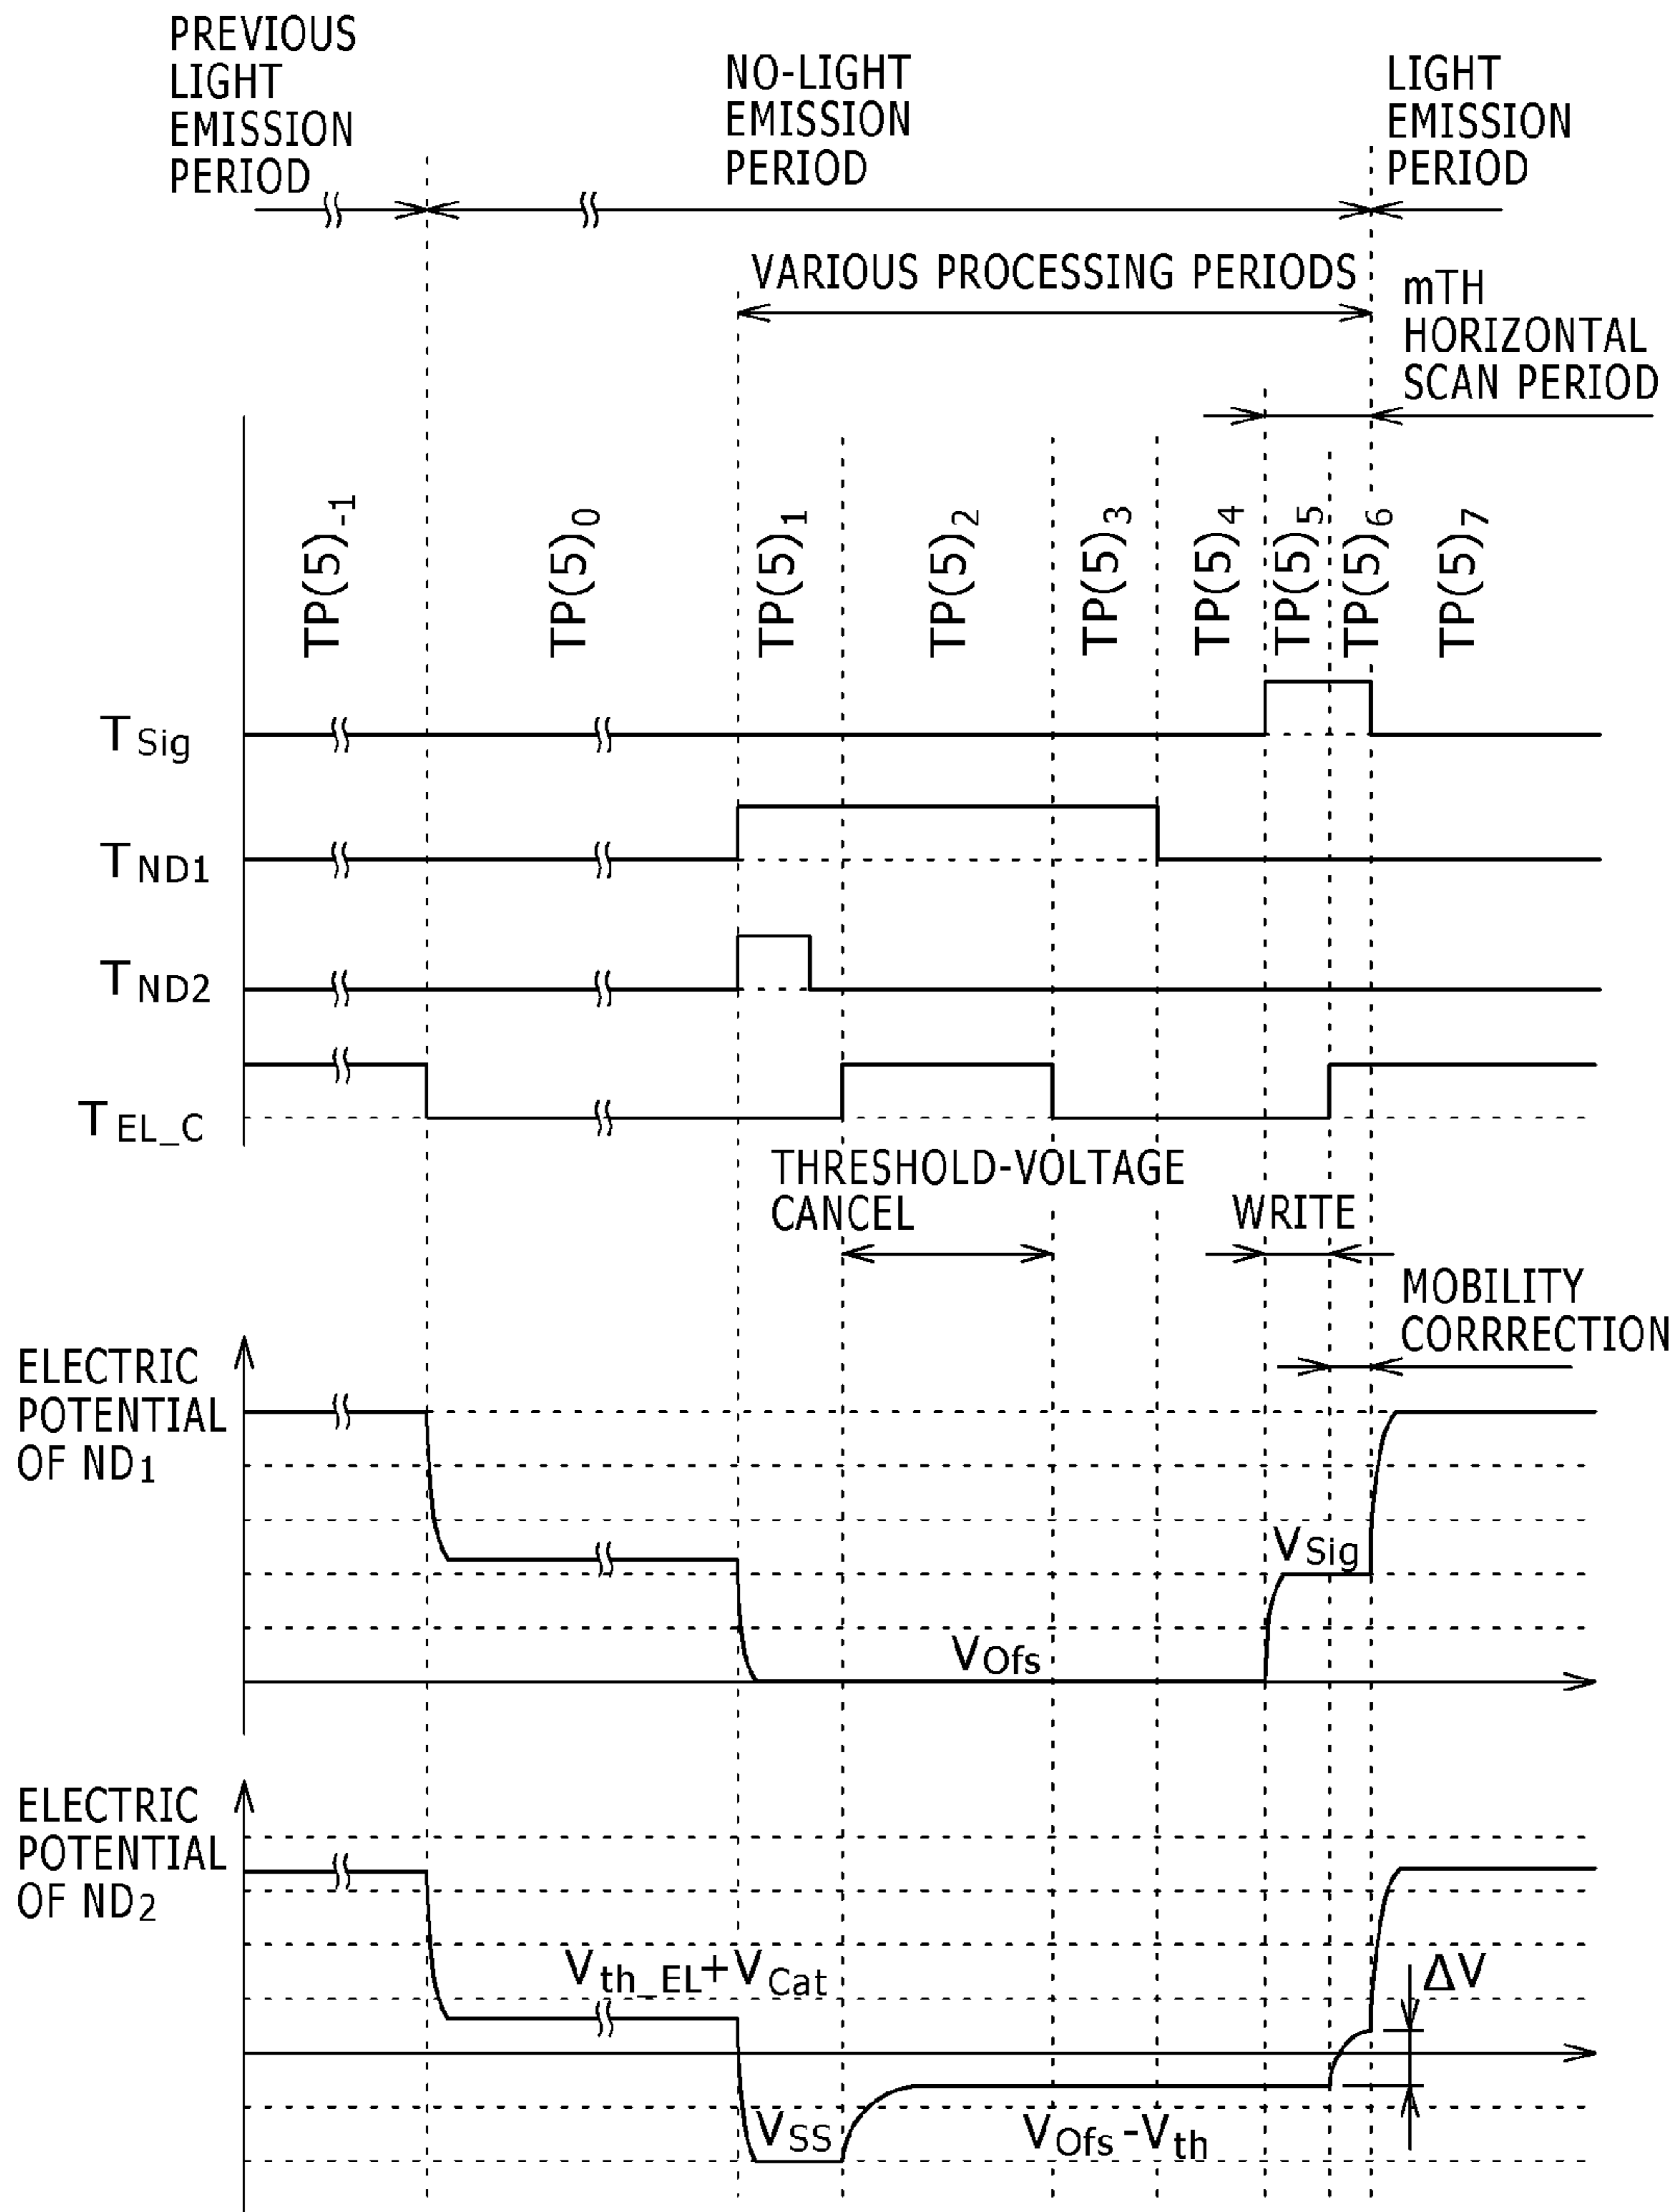 PREVIOUS
LIGHT
EMISSION
PERIOD
NO-LIGHT
EMISSION
PERIOD
LIGHT
EMISSION
PERIOD
VARIOUS PROCESSING PERIODS
mTH
HORIZONTAL
SCAN PERIOD
TP(5)-1
TP(5)0
TP(5)1
TP(5)2
TP(5)3
TP(5)4
TP(5)5
TP(5)6
TP(5)7
TSig
TND1
TND2
TEL_C
THRESHOLD-VOLTAGE
CANCEL
WRITE
MOBILITY
CORRRECTION
ELECTRIC
POTENTIAL
OF ND1
VSig
VOfs
ELECTRIC
POTENTIAL
OF ND2
Vth_EL+VCat
ΔV
VSS
VOfs-Vth